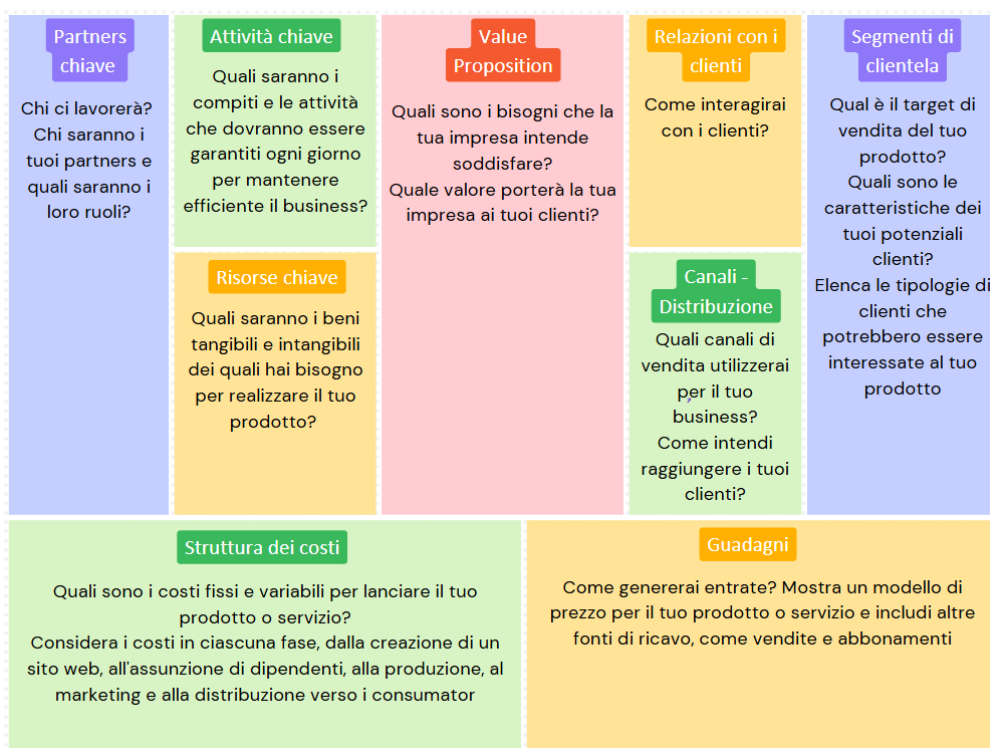 Partners
chiave
Chi ci lavorerà?
Chi saranno i
tuoi partners e
quali saranno i
loro ruoli?
Attività chiave
Quali saranno i
compiti e le attività
che dovranno essere
garantiti ogni giorno
per mantenere
efficiente il business?
Risorse chiave
Quali saranno i beni
tangibili e intangibili
dei quali hai bisogno
per realizzare il tuo
prodotto?
Value
Proposition
Quali sono i bisogni che la
tua impresa intende
soddisfare?
Quale valore porterà la tua
impresa ai tuoi clienti?
Relazioni con i
clienti
Come interagirai
con i clienti?
Canali -
Distribuzione
Quali canali di
vendita utilizzerai
per il tuo
business?
Come intendi
raggiungere i tuoi
clienti?
Segmenti di
clientela
Qual è il target di
vendita del tuo
prodotto?
Quali sono le
caratteristiche dei
tuoi potenziali
clienti?
Elenca le tipologie di
clienti che
potrebbero essere
interessate al tuo
prodotto
Struttura dei costi
Quali sono i costi fissi e variabili per lanciare il tuo
prodotto o servizio?
Considera i costi in ciascuna fase, dalla creazione di un
sito web, all'assunzione di dipendenti, alla produzione, al
marketing e alla distribuzione verso i consumator
Guadagni
Come genererai entrate? Mostra un modello di
prezzo per il tuo prodotto o servizio e includi altre
fonti di ricavo, come vendite e abbonamenti